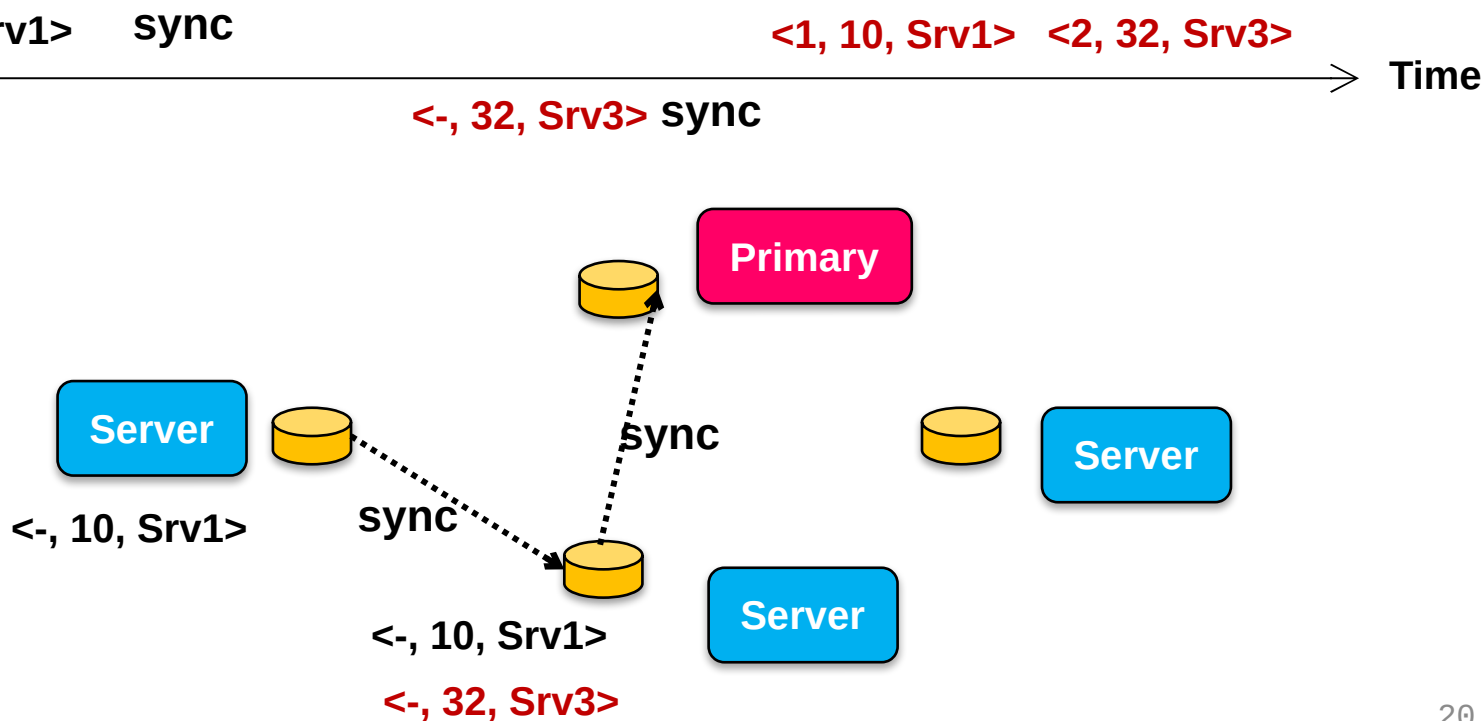 rv1> sync
<1, 10, Srv1> <2, 32, Srv3>
Time
<-, 32, Srv3> sync
Primary
Server
sync
Server
<-, 10, Srv1>
sync
Server
<-, 10, Srv1>
<-, 32, Srv3>
20